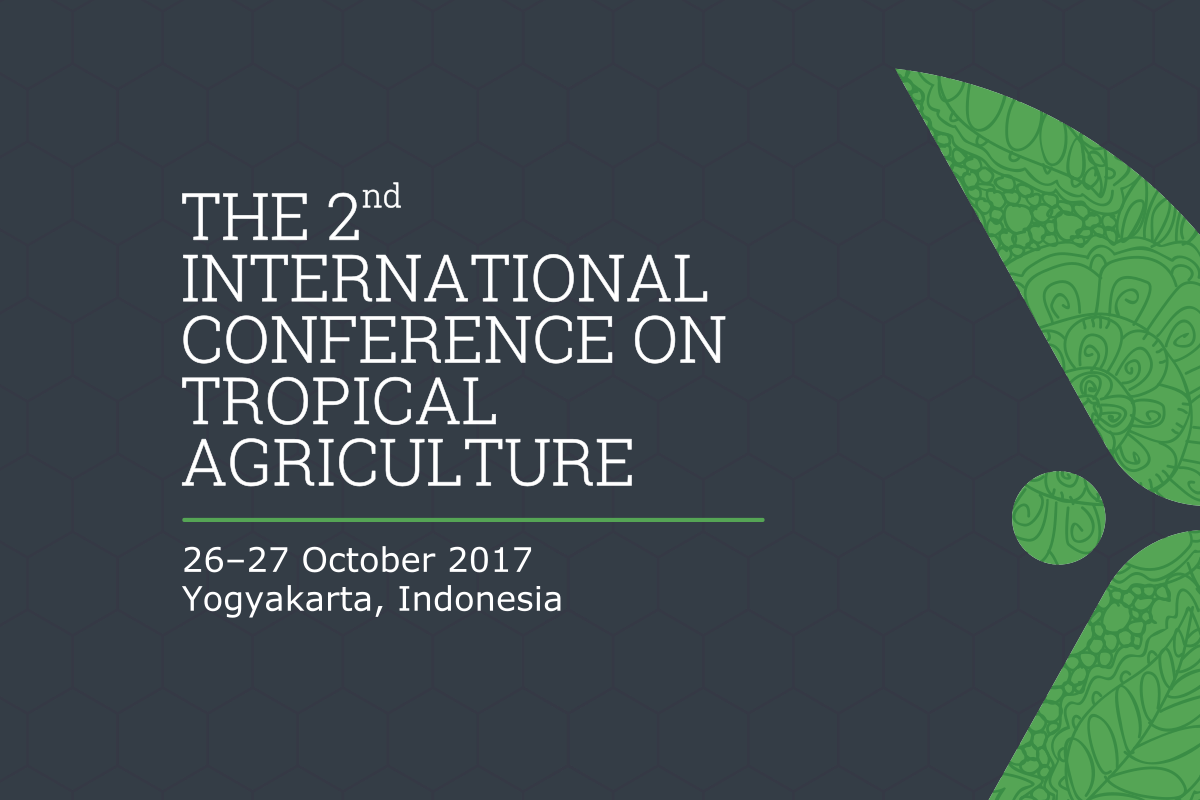 THE 2nd
INTERNATIONAL
CONFERENCE ON
TROPICAL
AGRICULTURE
26–27 October 2017
Yogyakarta, Indonesia